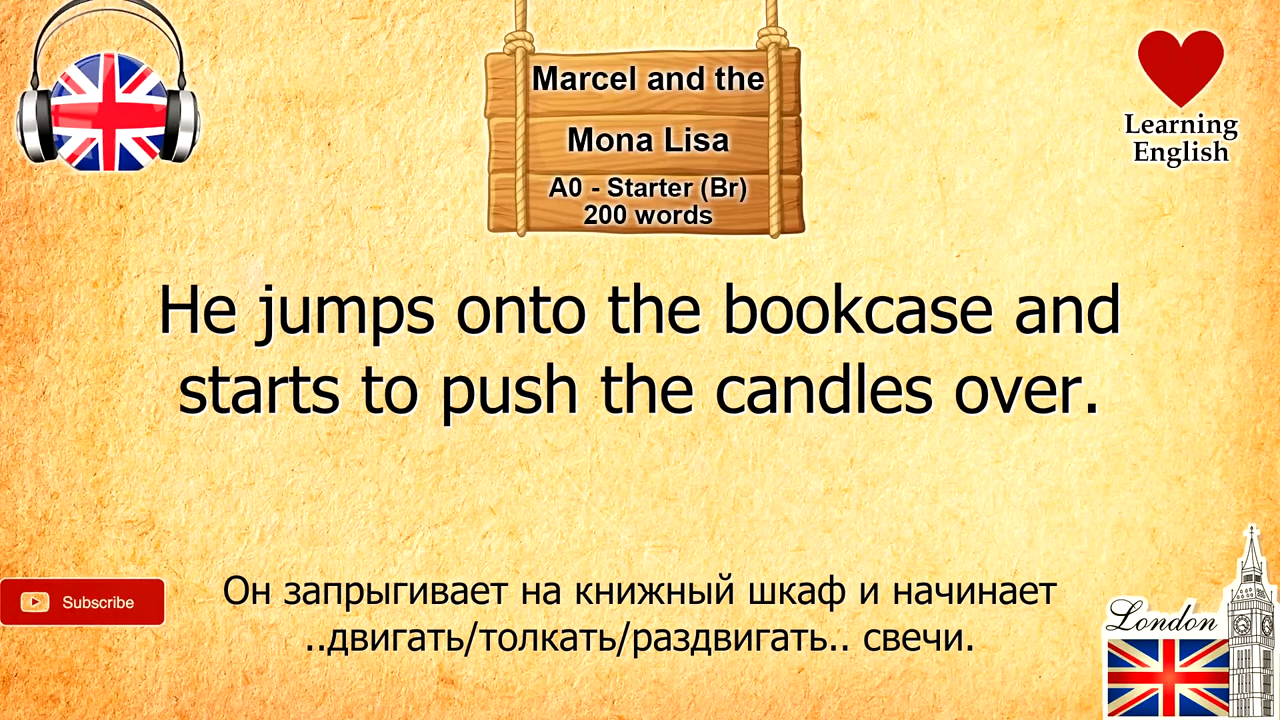 Marcel and the
Mona Lisa
A0 - Starter (Br)
200 words
Learning
English
He jumps onto the bookcase and
starts to push the candles over.
Subscribe
Он запрыгивает на книжный шкаф и начинает
..двигать/толкать/раздвигать.. свечи.
London